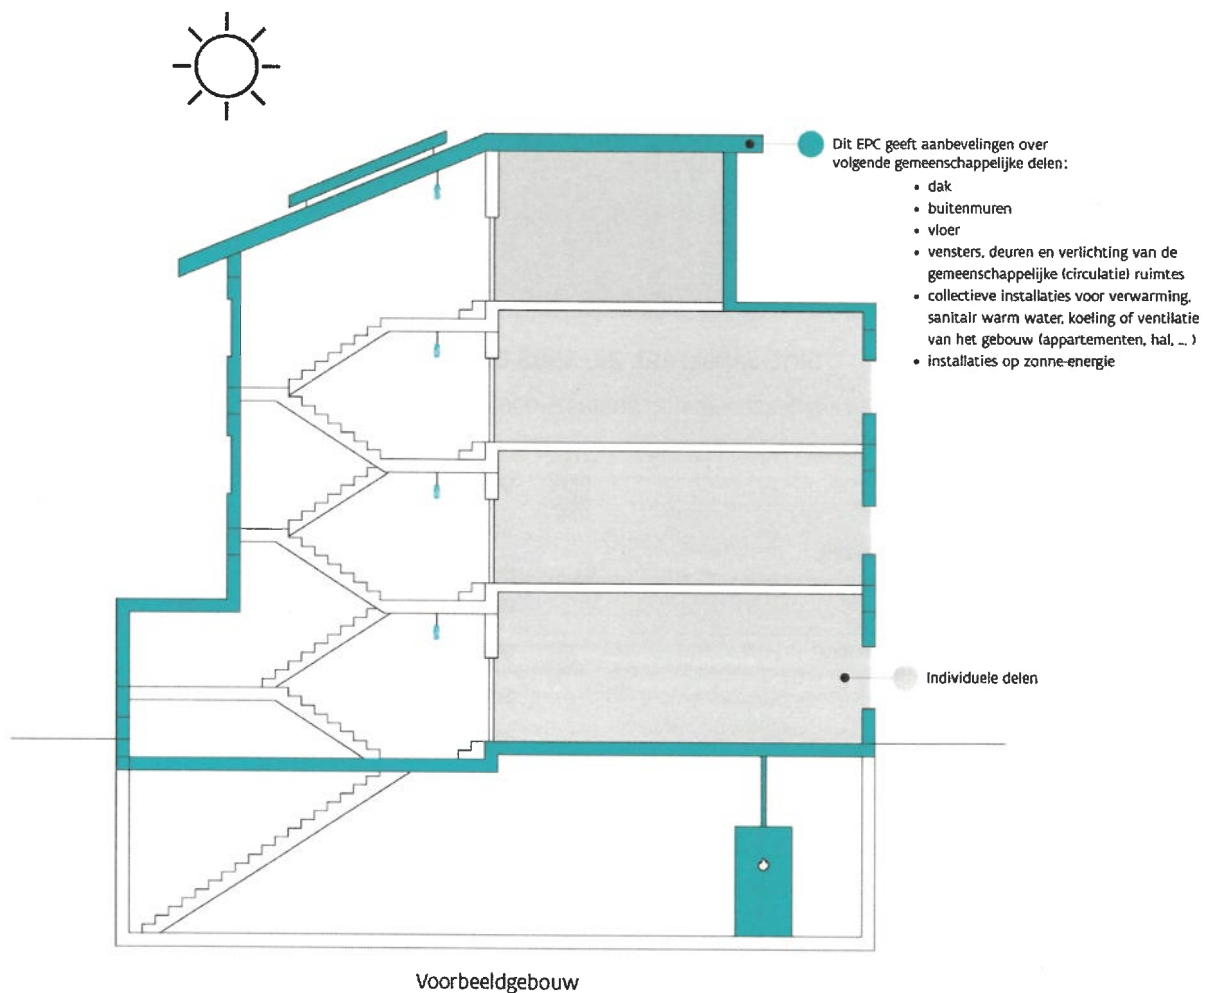 Dit EPC geeft aanbevelingen over
volgende gemeenschappelijke delen:
• dak
• buitenmuren
• vloer
• vensters, deuren en verlichting van de
gemeenschappelijke (circulatie) ruimtes
• collectieve installaties voor verwarming,
sanitair warm water, koeling of ventilatie
van het gebouw (appartementen, hal, ... )
• installaties op zonne-energie
Individuele delen
Voorbeeldgebouw